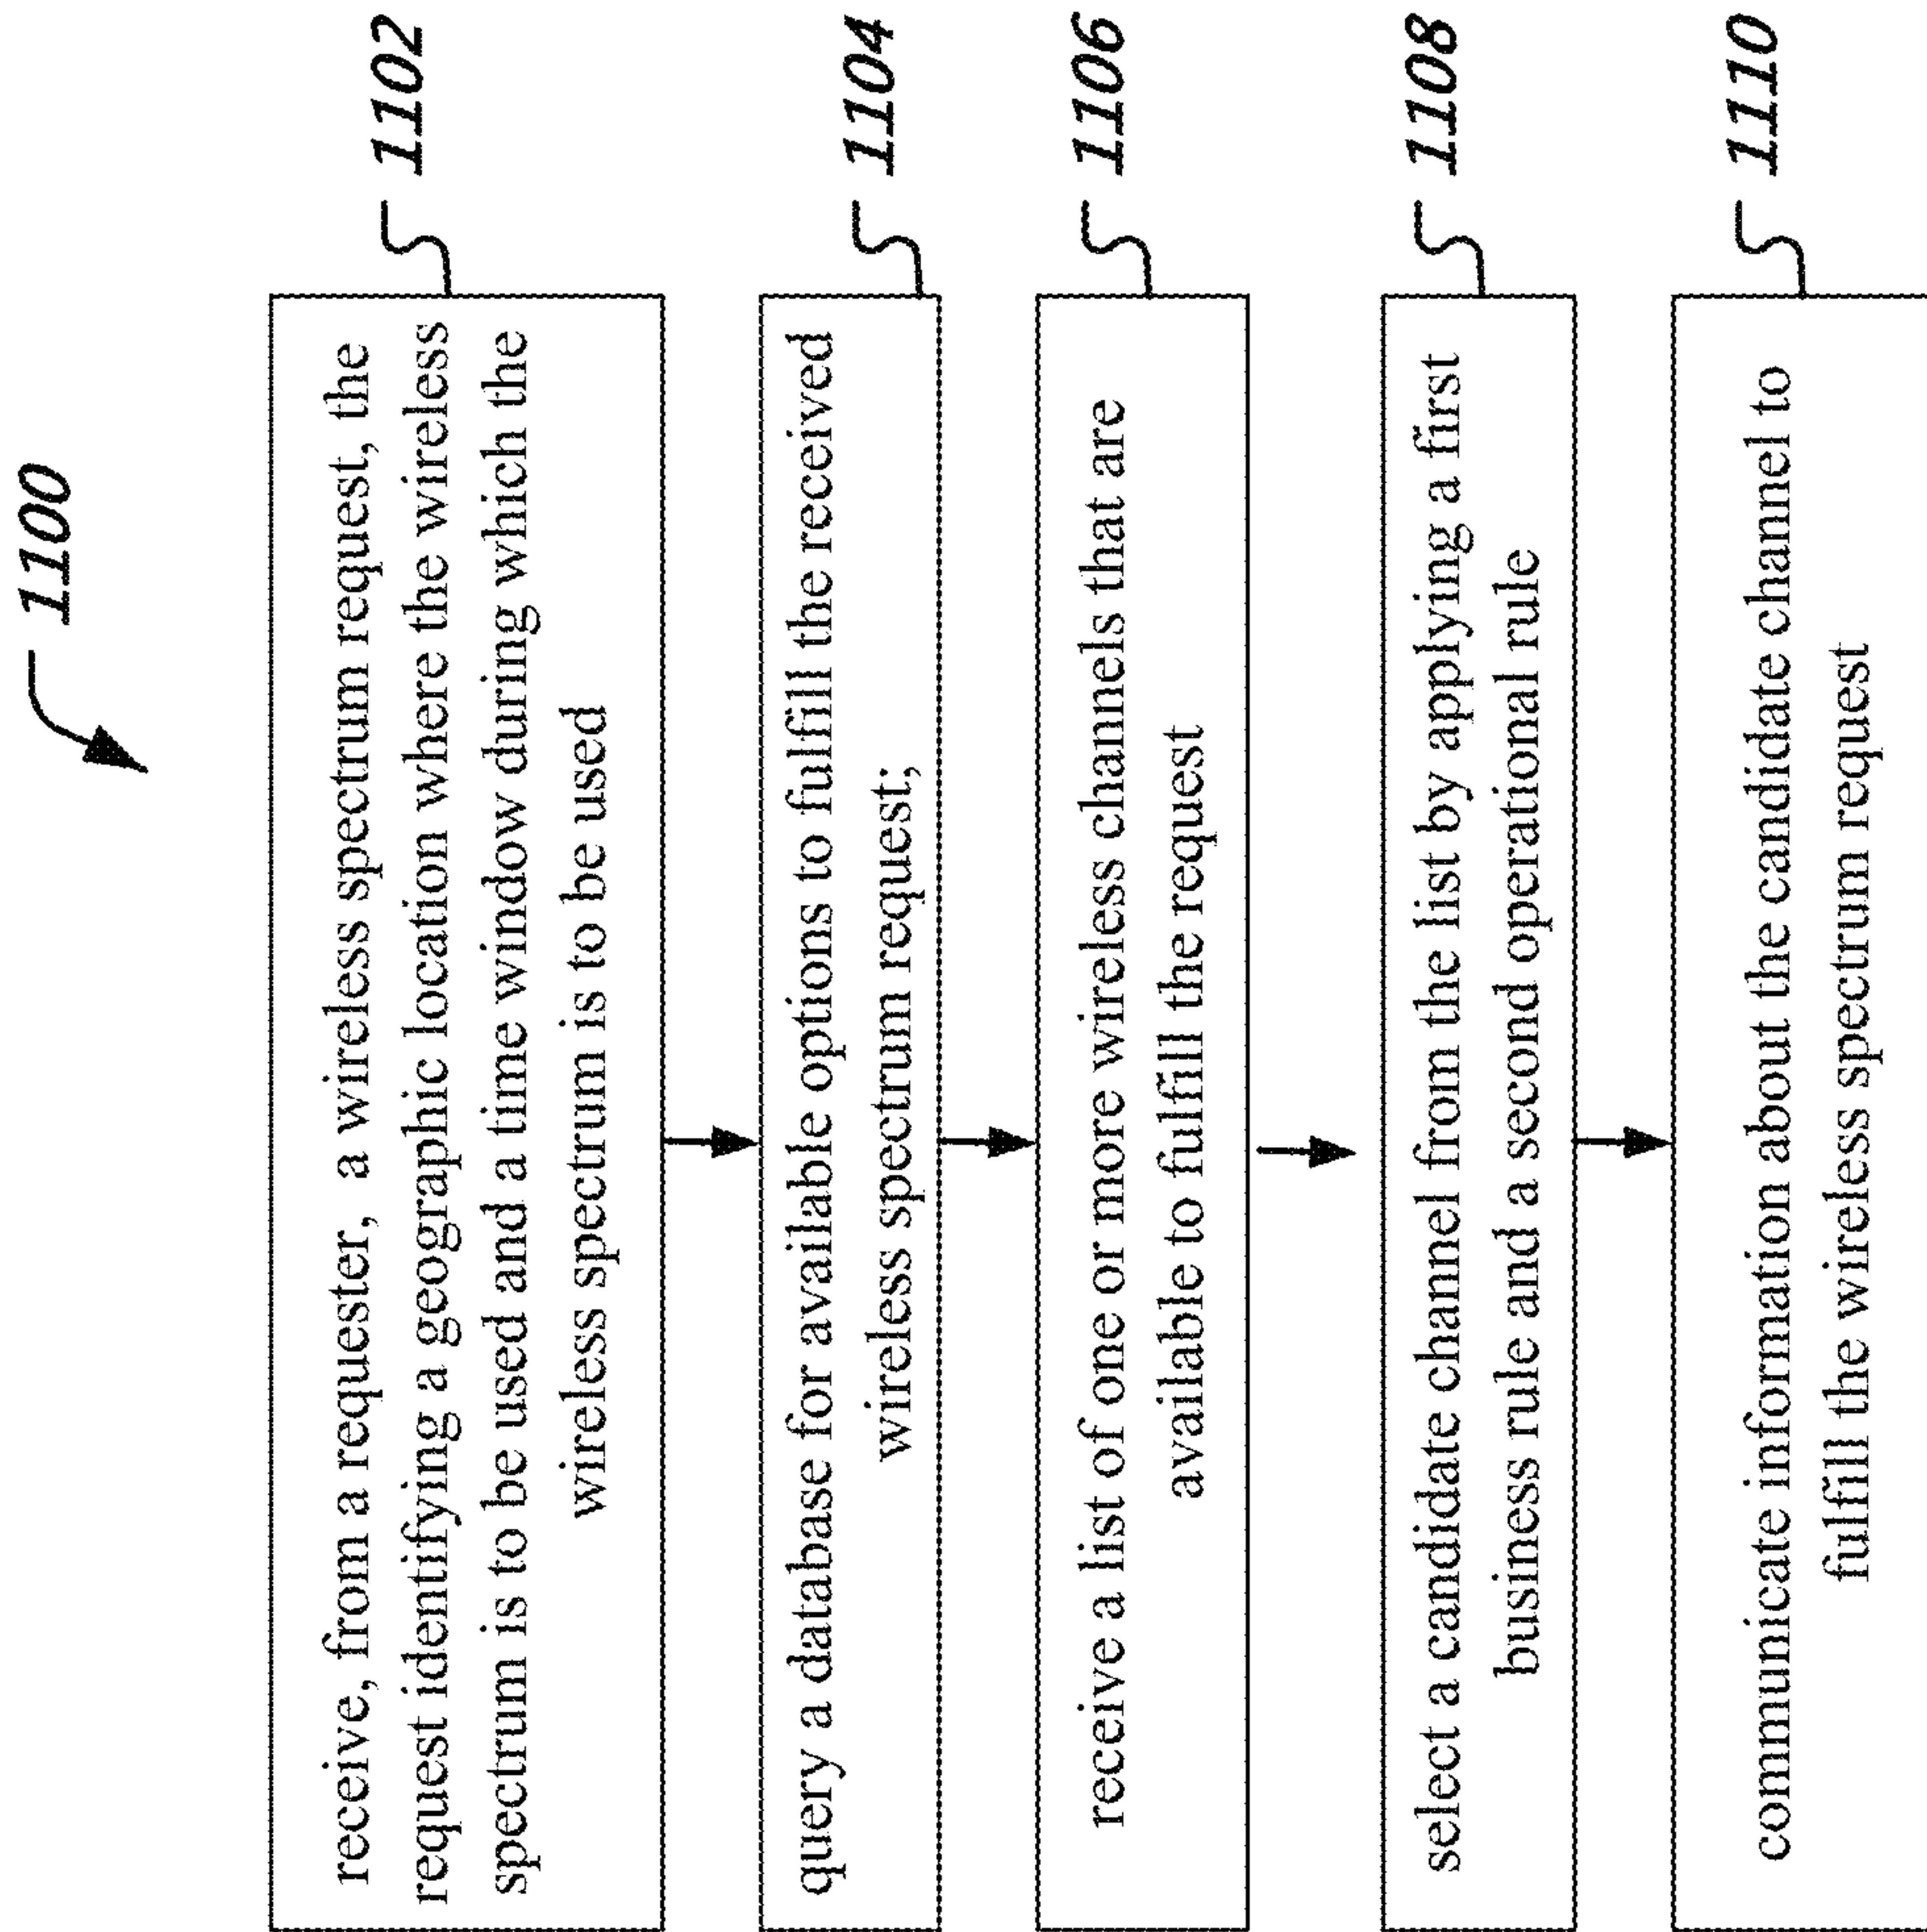 1100
receive, from a requester, a wireless spectrum request, the
request identifying a geographic location where the wireless
spectrum is to be used and a time window during which the
wireless spectrum is to be used
1102
query a database for available options to fulfill the received
wireless spectrum request;
1104
receive a list of one or more wireless channels that are
available to fulfill the request
1106
select a candidate channel from the list by applying a first
business rule and a second operational rule
1108
communicate information about the candidate channel to
fulfill the wireless spectrum request
1110